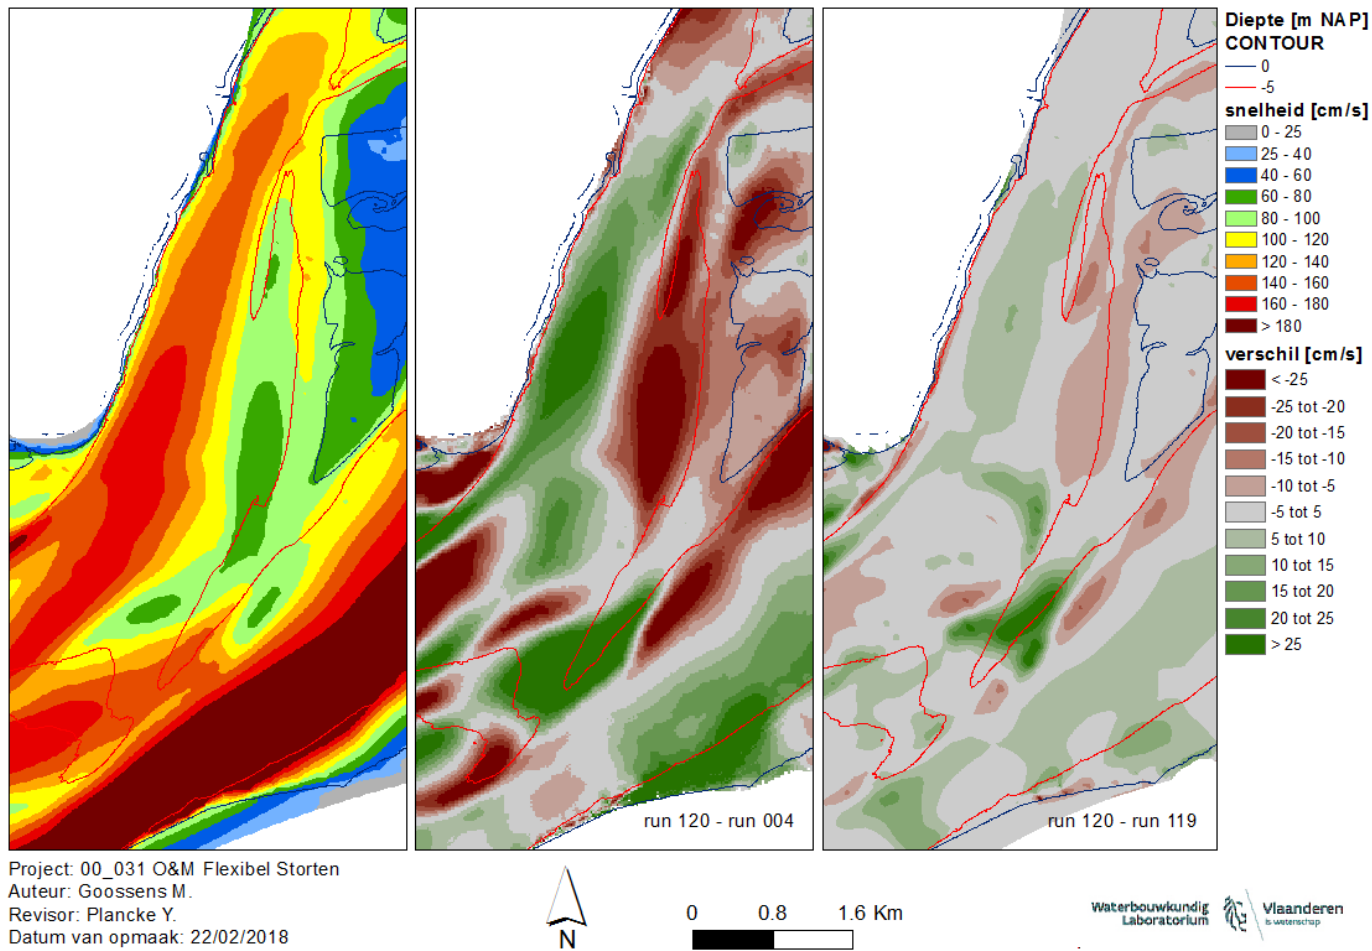 Diepte [m NAP]
CONTOUR
0
-5
snelheid [cm/s]
0 - 25
25 - 40
40 - 60
60 - 80
80 - 100
100 - 120
120 - 140
140 - 160
160 - 180
> 180
verschil [cm/s]
< -25
-25 tot -20
-20 tot -15
-15 tot -10
-10 tot -5
-5 tot 5
5 tot 10
10 tot 15
15 tot 20
20 tot 25
> 25
run 120 - run 004
run 120 - run 119
Project: 00_031 O&M Flexibel Storten
Auteur: Goossens M.
Revisor: Plancke Y.
Datum van opmaak: 22/02/2018
N
0 0.8 1.6 Km
Waterbouwkundig
Laboratorium
Vlaanderen
is wetenschap